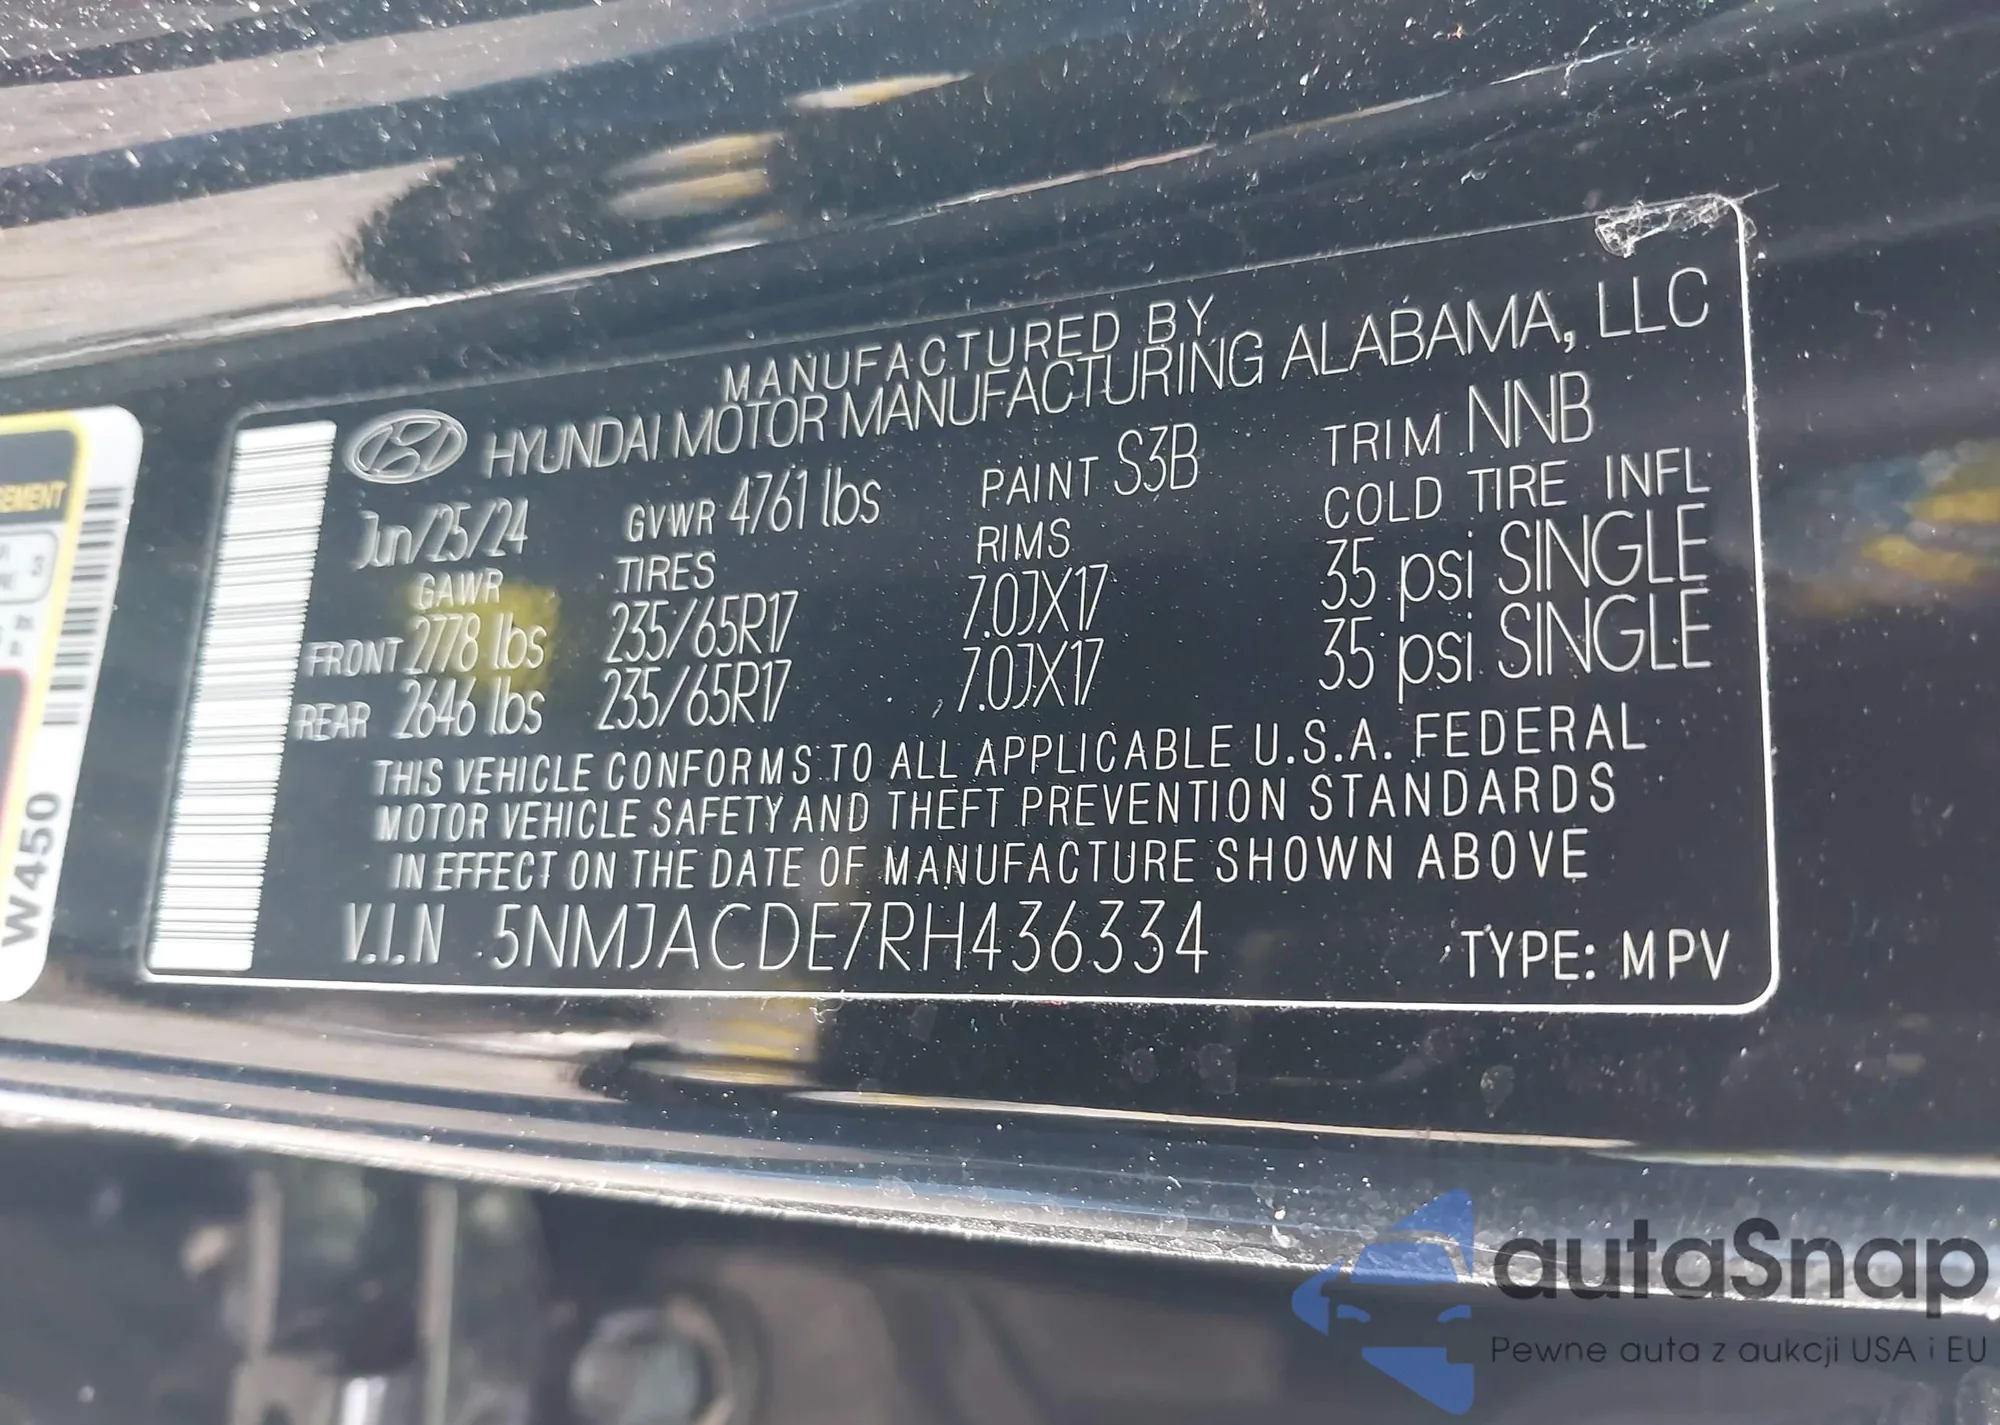 MANUFACTURED BY
HYUNDAI MOTOR MANUFACTURING ALABAMA, LLC
Jun/25/24 GVWR 4761 lbs PAINT S3B TRIM NNB
GAWR TIRES RIMS COLD TIRE INFL
FRONT 2778 lbs 235/65R17 7.0JX17 35 psi SINGLE
REAR 2646 lbs 235/65R17 7.0JX17 35 psi SINGLE
THIS VEHICLE CONFORMS TO ALL APPLICABLE U.S.A. FEDERAL
MOTOR VEHICLE SAFETY AND THEFT PREVENTION STANDARDS
IN EFFECT ON THE DATE OF MANUFACTURE SHOWN ABOVE
V.I.N 5NMJACDE7RH436334 TYPE: MPV
W450
3
autaSnap
Pewne auta z aukcji USA i EU